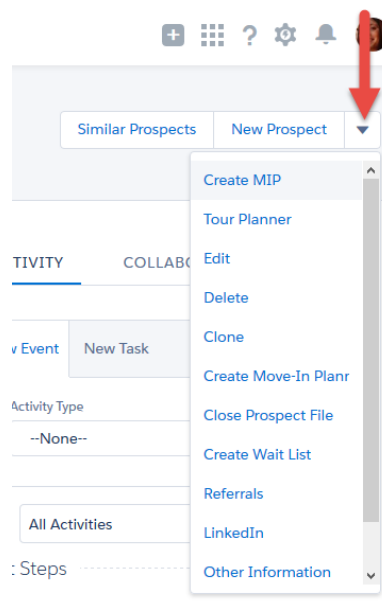 ?
Similar Prospects New Prospect
Create MIP
Tour Planner
TIVITY COLLAB
Edit
Delete
Clone
Event New Task
Create Move-In Planr
Activity Type
Close Prospect File
--None--
Create Wait List
Referrals
All Activities
LinkedIn
Steps
Other Information